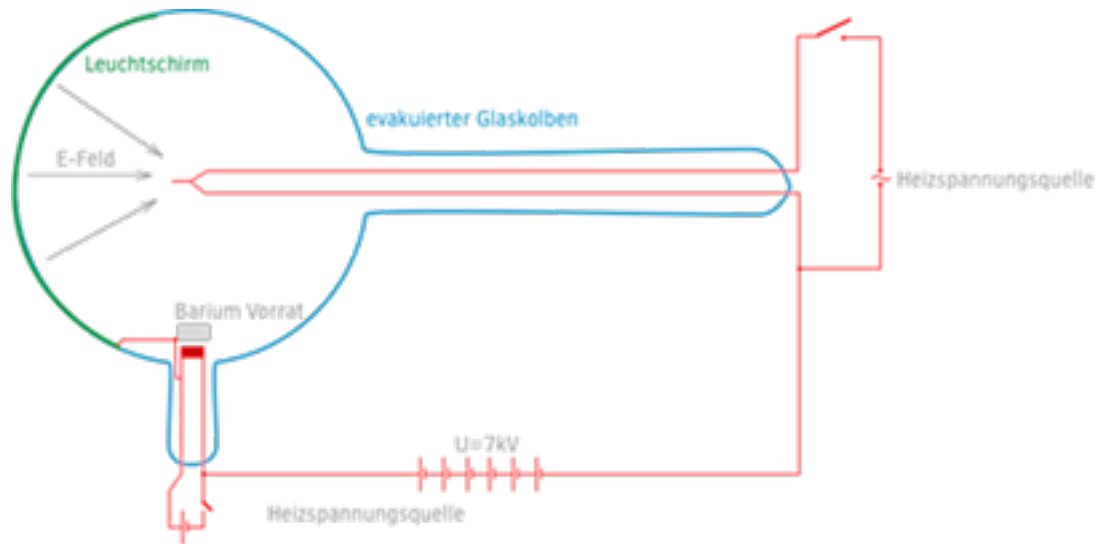 Leuchtschirm
evakuierter Glaskolben
E-Feld
Heizspannungsquelle
Barium Vorrat
U=7kV
Heizspannungsquelle